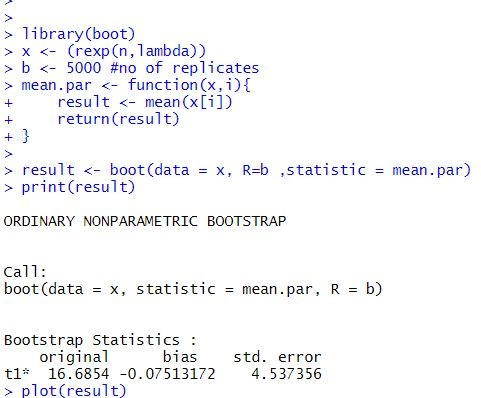 >
>
> library(boot)
> x <- (rexp(n,lambda))
> b <- 5000 #no of replicates
> mean.par <- function(x,i){
+     result <- mean(x[i])
+     return(result)
+ }
>
> result <- boot(data = x, R=b ,statistic = mean.par)
> print(result)
ORDINARY NONPARAMETRIC BOOTSTRAP
Call:
boot(data = x, statistic = mean.par, R = b)
Bootstrap Statistics :
    original      bias    std. error
t1*  16.6854 -0.07513172    4.537356
> plot(result)